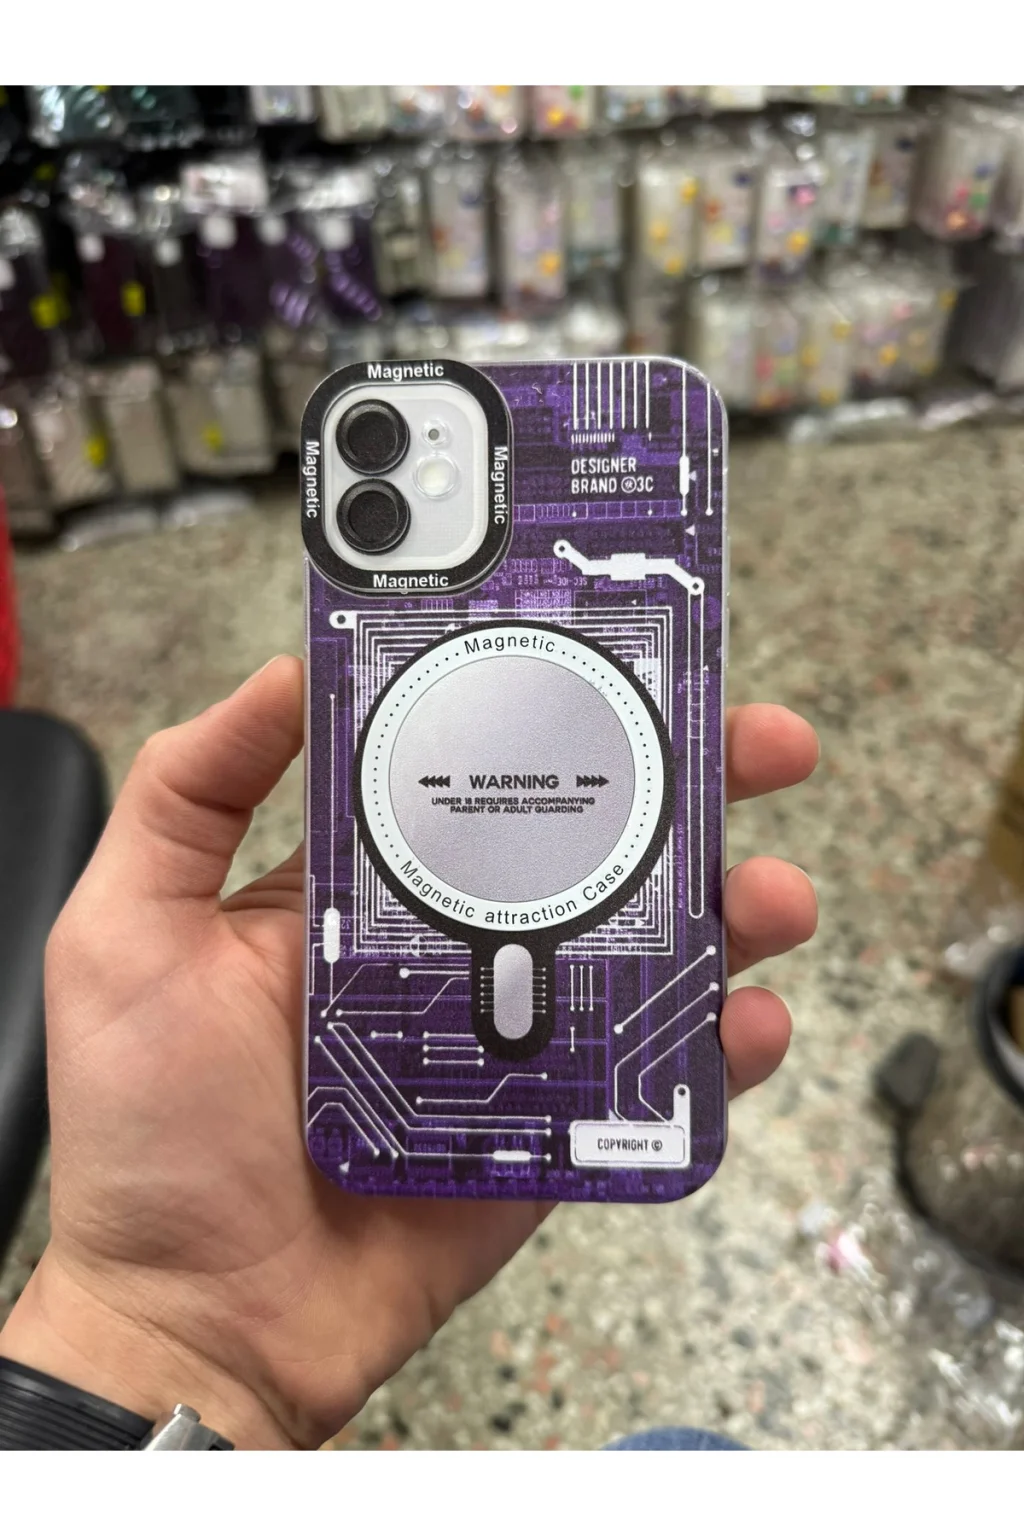 Magnetic
Magnetic
Magnetic
Magnetic
DESIGNER
BRAND 3C
Magnetic
WARNING
UNDER 18 REQUIRES ACCOMPANYING
PARENT OR ADULT GUARDING
Magnetic attraction Case
COPYRIGHT ©